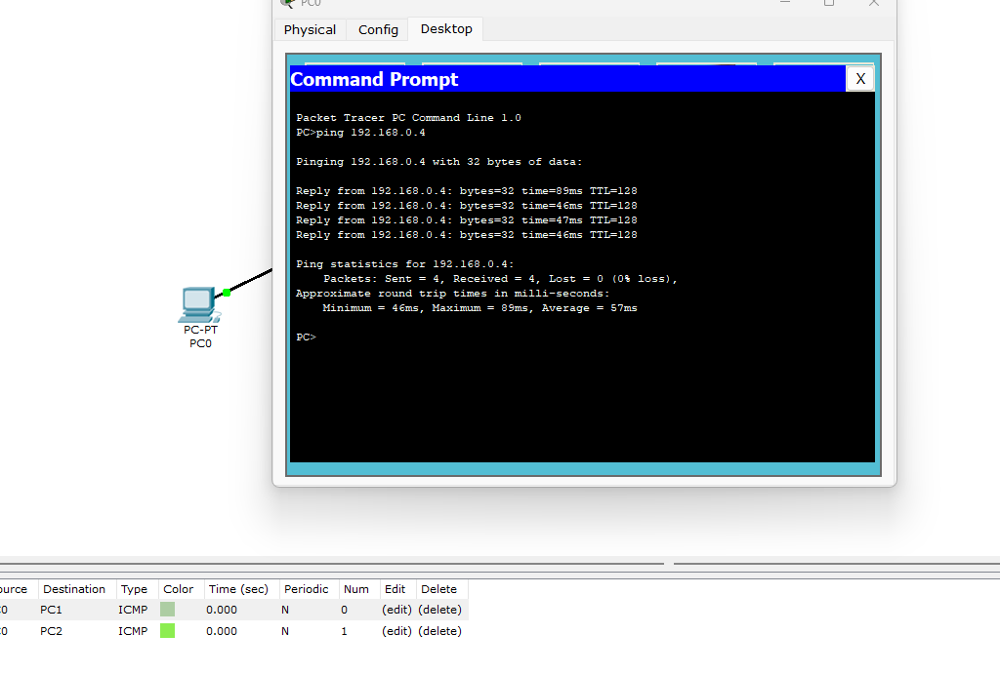 PC0
Physical Config Desktop
Command Prompt X
Packet Tracer PC Command Line 1.0
PC>ping 192.168.0.4
Pinging 192.168.0.4 with 32 bytes of data:
Reply from 192.168.0.4: bytes=32 time=89ms TTL=128
Reply from 192.168.0.4: bytes=32 time=46ms TTL=128
Reply from 192.168.0.4: bytes=32 time=47ms TTL=128
Reply from 192.168.0.4: bytes=32 time=46ms TTL=128
Ping statistics for 192.168.0.4:
Packets: Sent = 4, Received = 4, Lost = 0 (0% loss),
Approximate round trip times in milli-seconds:
Minimum = 46ms, Maximum = 89ms, Average = 57ms
PC>
PC-PT
PC0
Destination Type Color Time (sec) Periodic Num Edit Delete
PC1 ICMP 0.000 N 0 (edit) (delete)
PC2 ICMP 0.000 N 1 (edit) (delete)